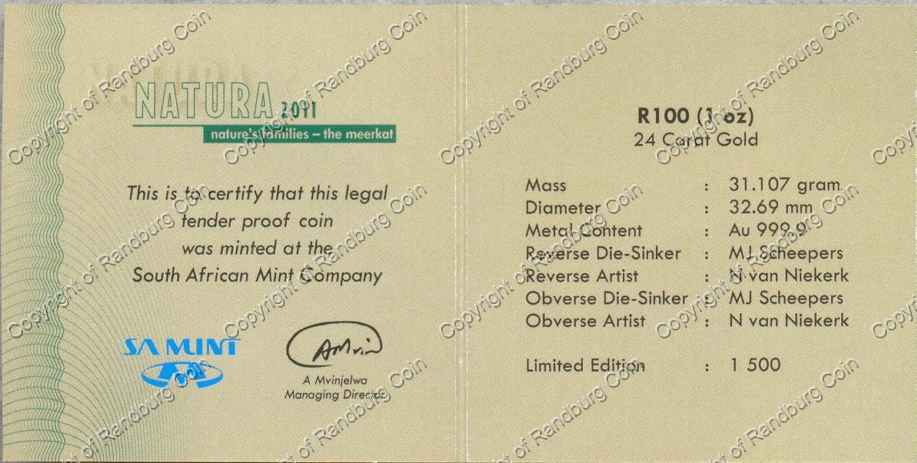 NATURA 2011
nature's families – the meerkat
This is to certify that this legal
tender proof coin
was minted at the
South African Mint Company
SA MINT
A Mvinjelwa
Managing Director
R100 (1 oz)
24 Carat Gold
Mass : 31.107 gram
Diameter : 32.69 mm
Metal Content : Au 999.9
Reverse Die-Sinker : MJ Scheepers
Reverse Artist : N van Niekerk
Obverse Die-Sinker : MJ Scheepers
Obverse Artist : N van Niekerk
Limited Edition : 1 500
Copyright of Randburg Coin